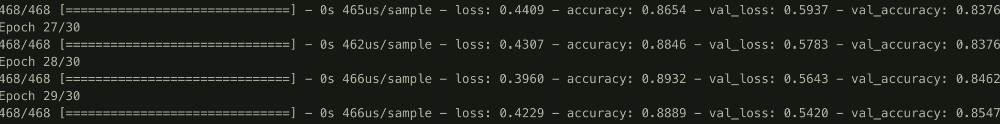 468/468 [==============================] - 0s 465us/sample - loss: 0.4409 - accuracy: 0.8654 - val_loss: 0.5937 - val_accuracy: 0.8376
Epoch 27/30
468/468 [==============================] - 0s 462us/sample - loss: 0.4307 - accuracy: 0.8846 - val_loss: 0.5783 - val_accuracy: 0.8376
Epoch 28/30
468/468 [==============================] - 0s 466us/sample - loss: 0.3960 - accuracy: 0.8932 - val_loss: 0.5643 - val_accuracy: 0.8462
Epoch 29/30
468/468 [==============================] - 0s 466us/sample - loss: 0.4229 - accuracy: 0.8889 - val_loss: 0.5420 - val_accuracy: 0.8547